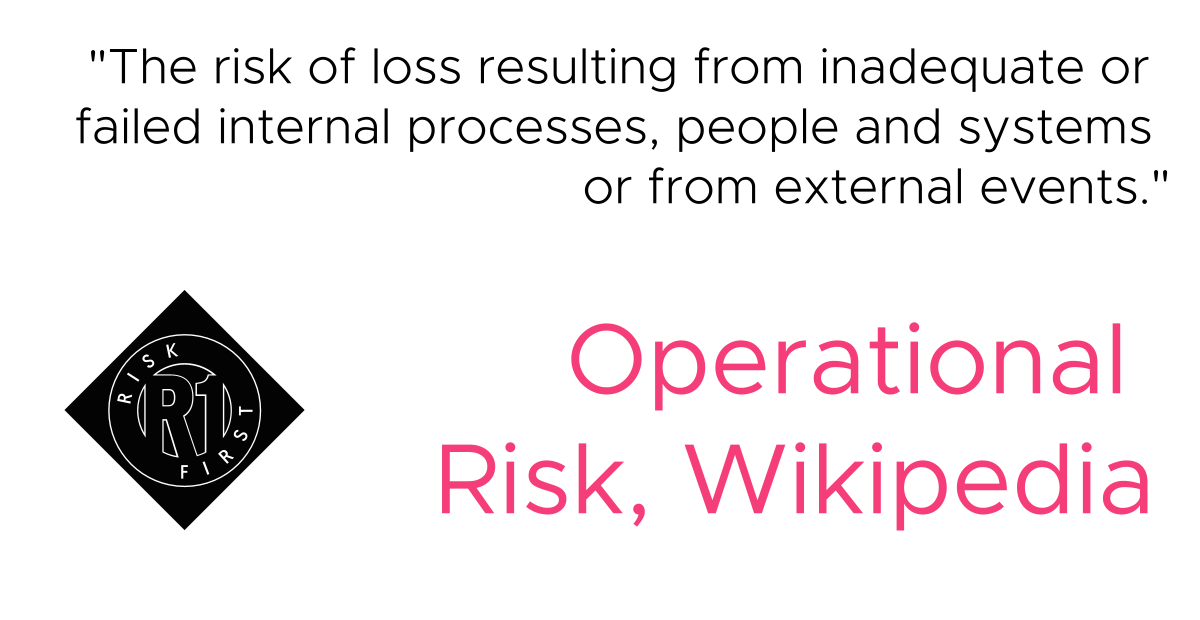 "The risk of loss resulting from inadequate or
failed internal processes, people and systems
or from external events."
Operational
Risk, Wikipedia
RISK
R1
FIRST